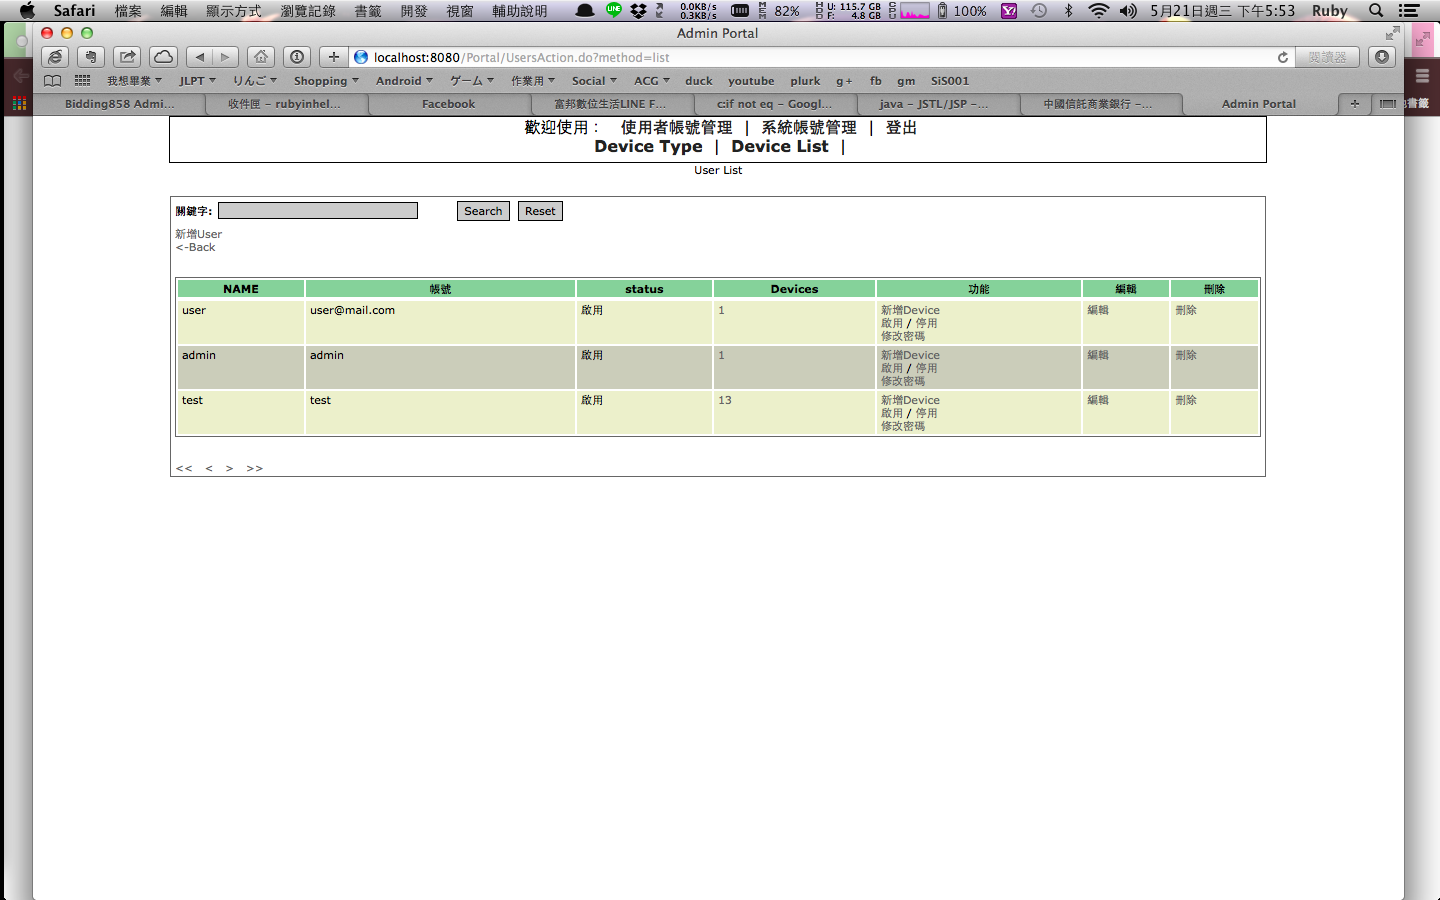 Safari 檔案 編輯 顯示方式 瀏覽記錄 書籤 開發 視窗 輔助說明 0.0KB/s 0.3KB/s MEM 82% HDD U: 115.7 GB F: 4.8 GB CPU 100% 5月21日週三 下午5:53 Ruby
Admin Portal
localhost:8080/Portal/UsersAction.do?method=list 閱讀器
我想畢業 JLPT りんご Shopping Android ゲーム 作業用 Social ACG duck youtube plurk g+ fb gm SiS001
Bidding858 Admi... 收件匣 – rubyinhel... Facebook 富邦數位生活LINE F... cif not eq – Googl... java – JSTL/JSP –... 中國信託商業銀行 –... Admin Portal 書籤
歡迎使用： 使用者帳號管理 | 系統帳號管理 | 登出
Device Type | Device List |
User List
關鍵字: Search Reset
新增User
<-Back
NAME 帳號 status Devices 功能 編輯 刪除
user user@mail.com 啟用 1 新增Device 編輯 刪除
啟用 / 停用
修改密碼
admin admin 啟用 1 新增Device 編輯 刪除
啟用 / 停用
修改密碼
test test 啟用 13 新增Device 編輯 刪除
啟用 / 停用
修改密碼
<< < > >>